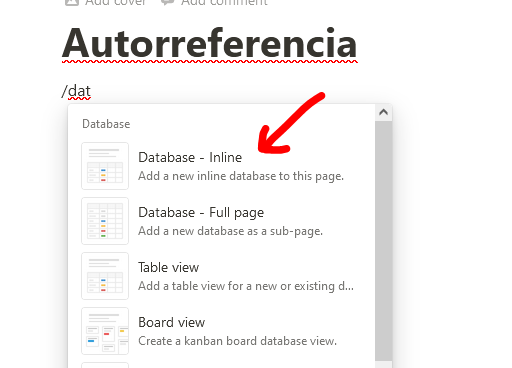 Add cover Add comment
Autorreferencia
/dat
Database
Database - Inline
Add a new inline database to this page.
Database - Full page
Add a new database as a sub-page.
Table view
Add a table view for a new or existing d...
Board view
Create a kanban board database view.